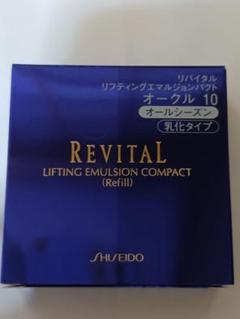 リバイタル
リフティングエマルジョンパクト
オークル 10
オールシーズン
乳化タイプ
REVITAL
LIFTING EMULSION COMPACT
(Refill)
SHISEIDO